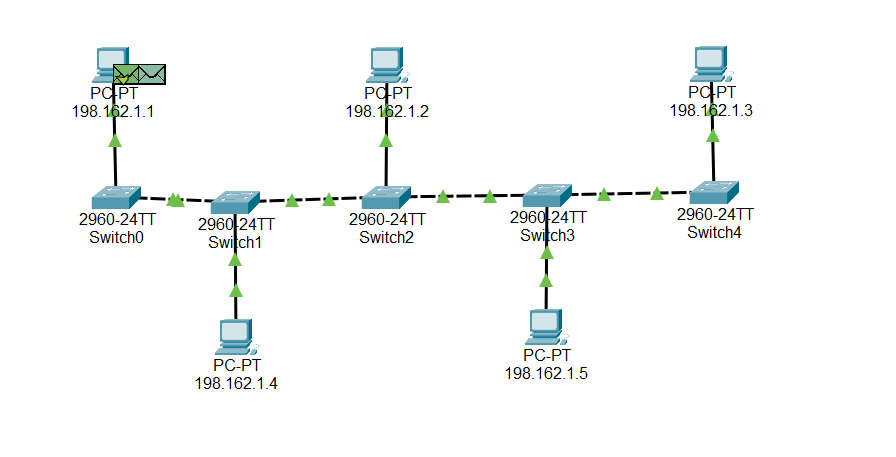 PC-PT
198.162.1.1
PC-PT
198.162.1.2
PC-PT
198.162.1.3
2960-24TT
Switch0
2960-24TT
Switch1
2960-24TT
Switch2
2960-24TT
Switch3
2960-24TT
Switch4
PC-PT
198.162.1.4
PC-PT
198.162.1.5